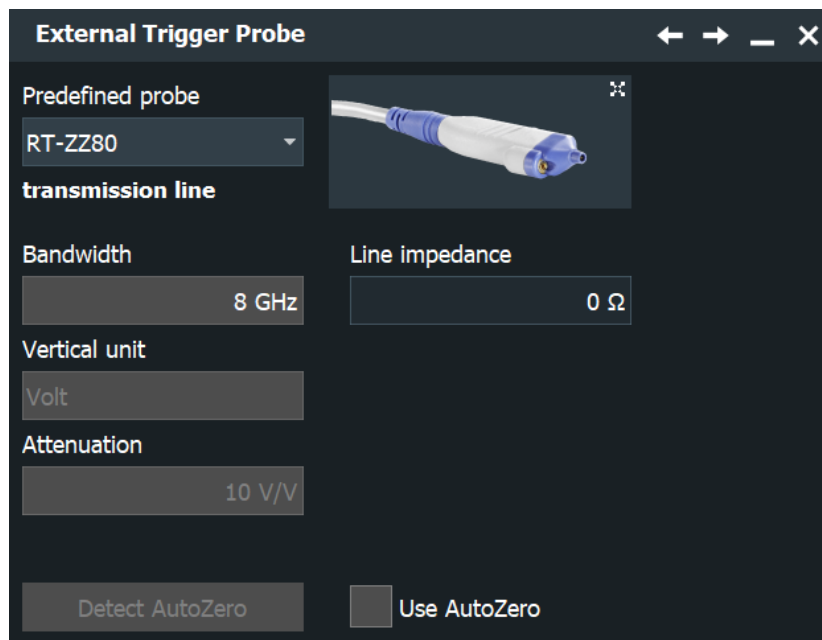 External Trigger Probe
Predefined probe
RT-ZZ80
transmission line
Bandwidth
Line impedance
8 GHz
0 Ω
Vertical unit
Volt
Attenuation
10 V/V
Detect AutoZero
Use AutoZero